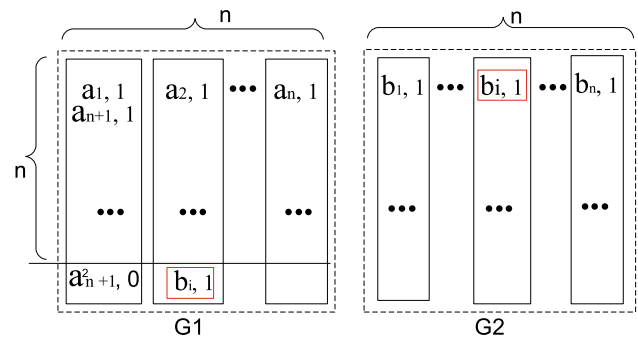 n
n
a₁, 1
a₂, 1
•••
aₙ, 1
b₁, 1
•••
bi, 1
•••
bₙ, 1
aₙ₊₁, 1
n
•••
•••
•••
•••
•••
•••
a²ₙ₊₁, 0
bᵢ, 1
G1
G2